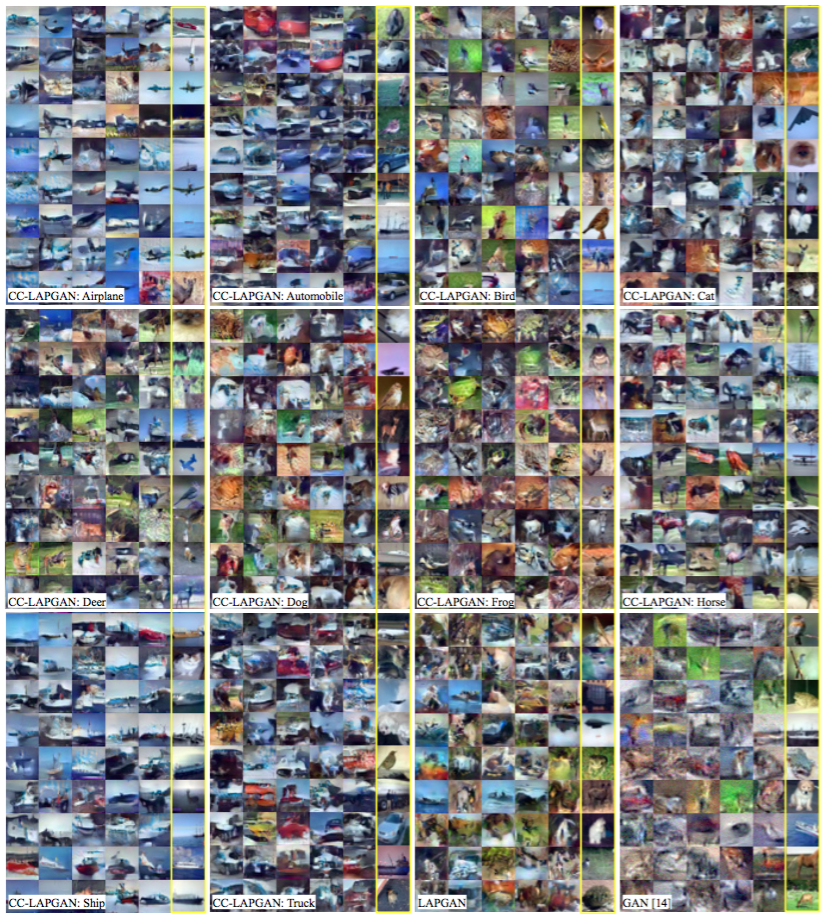 CC-LAPGAN: Airplane
CC-LAPGAN: Automobile
CC-LAPGAN: Bird
CC-LAPGAN: Cat
CC-LAPGAN: Deer
CC-LAPGAN: Dog
CC-LAPGAN: Frog
CC-LAPGAN: Horse
CC-LAPGAN: Ship
CC-LAPGAN: Truck
LAPGAN
GAN [14]